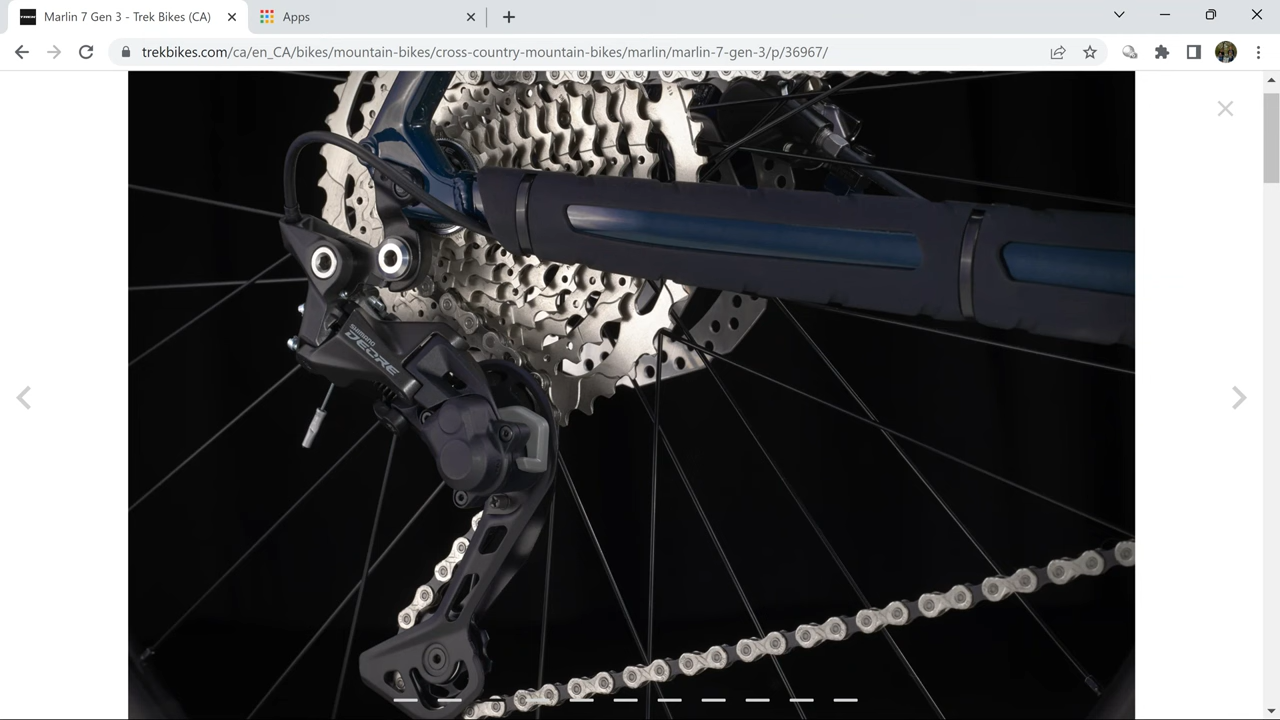 TREK
Marlin 7 Gen 3 - Trek Bikes (CA)
Apps
trekbikes.com/ca/en_CA/bikes/mountain-bikes/cross-country-mountain-bikes/marlin/marlin-7-gen-3/p/36967/
SHIMANO
DEORE